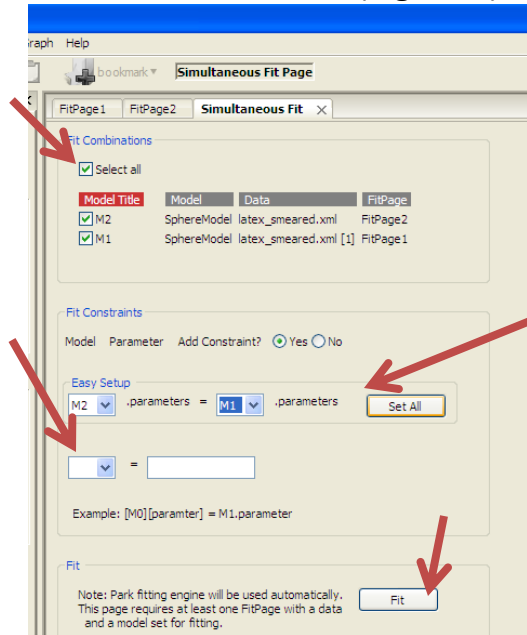 Graph Help
bookmark Simultaneous Fit Page
FitPage1 FitPage2 Simultaneous Fit
Fit Combinations
Select all
Model Title Model Data FitPage
M2 SphereModel latex_smeared.xml FitPage2
M1 SphereModel latex_smeared.xml [1] FitPage1
Fit Constraints
Model Parameter Add Constraint? Yes No
Easy Setup
M2 .parameters = M1 .parameters Set All
=
Example: [M0][paramter] = M1.parameter
Fit
Note: Park fitting engine will be used automatically.
This page requires at least one FitPage with a data
and a model set for fitting.
Fit